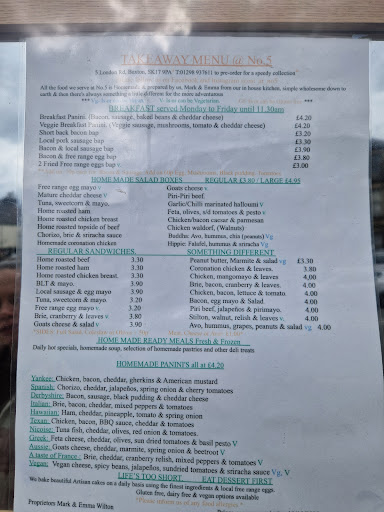 TAKEAWAY MENU @ No.5
5 London Rd, Buxton, SK17 9PA T:01298 937611 to pre-order for a speedy collection
All the food we serve at No.5 is Homemade & prepared by us, Mark & Emma from our in house kitchen, simple wholesome down to
earth & then there's always something a little different for the more adventurous
BREAKFAST served Monday to Friday until 11.30am
Breakfast Panini. (Bacon, sausage, baked beans & cheddar cheese) £4.20
Veggie Breakfast Panini. (Veggie sausage, mushrooms, tomato & cheddar cheese) £4.20
Short back bacon bap £3.20
Local pork sausage bap £3.30
Bacon & local sausage bap £3.90
Bacon & free range egg bap £3.80
2 Fried Free range eggs bap v. £3.00
HOME MADE SALAD BOXES REGULAR £3.80 / LARGE £4.95
Free range egg mayo v Goats cheese v
Mature cheddar cheese v Piri-Piri beef.
Tuna, sweetcorn & mayo. Garlic/Chilli marinated halloumi v
Home roasted ham Feta, olives, s/d tomatoes & pesto v
Home roasted chicken breast Chicken/bacon caesar & parmesan
Home roasted topside of beef Chicken waldorf, (Walnuts)
Chorizo, brie & sriracha sauce Buddha: Avo, hummus, chia (peanuts) Vg
Homemade coronation chicken Hippie: Falafel, hummus & sriracha Vg
REGULAR SANDWICHES. SOMETHING DIFFERENT
Home roasted beef 3.30 Peanut butter, Marmite & salad vg £3.30
Home roasted ham 3.30 Coronation chicken & leaves. 3.80
Home roasted chicken breast. 3.30 Chicken, mangomayo & leaves 4.00
BLT & mayo. 3.90 Brie, bacon, cranberry & leaves. 4.00
Local sausage & egg mayo 3.90 Chicken, bacon, lettuce & tomato. 4.00
Tuna, sweetcorn & mayo. 3.20 Bacon, egg mayo & Salad 4.00
Free range egg mayo v. 3.20 Piri beef, jalapeños & pirimayo. 4.00
Brie, cranberry & leaves v. 3.80 Stilton, walnut, relish & leaves v. 4.00
Goats cheese & salad v 3.90 Avo, hummus, grapes, peanuts & salad vg 4.00
HOME MADE READY MEALS Fresh & Frozen
Daily hot specials, homemade soup, selection of homemade pastries and other deli treats
HOMEMADE PANINI'S all at £4.20
Yankee: Chicken, bacon, cheddar, gherkins & American mustard
Spanish: Chorizo, cheddar, jalapeños, spring onion & cherry tomatoes
Derbyshire: Bacon, sausage, black pudding & cheddar cheese
Italian: Brie, bacon, cheddar, mixed peppers & tomatoes
Hawaiian: Ham, cheddar, pineapple, tomato & spring onion
Texan: Chicken, bacon, BBQ sauce, cheddar & tomatoes
Nicoise: Tuna fish, cheddar, olives, red onion & tomatoes.
Greek: Feta cheese, cheddar, olives, sun dried tomatoes & basil pesto V
Aussie: Goats cheese, cheddar, marmite, spring onion & beetroot V
A taste of France: Brie, cheddar, cranberry relish, mixed peppers & tomatoes V
Vegan: Vegan cheese, spicy beans, jalapeños, sundried tomatoes & sriracha sauce Vg, V
LIFE'S TOO SHORT, EAT DESSERT FIRST
We bake beautiful Artisan cakes on a daily basis using the finest ingredients & local free range eggs.
Gluten free, dairy free & vegan options available
Proprietors Mark & Emma Wilton